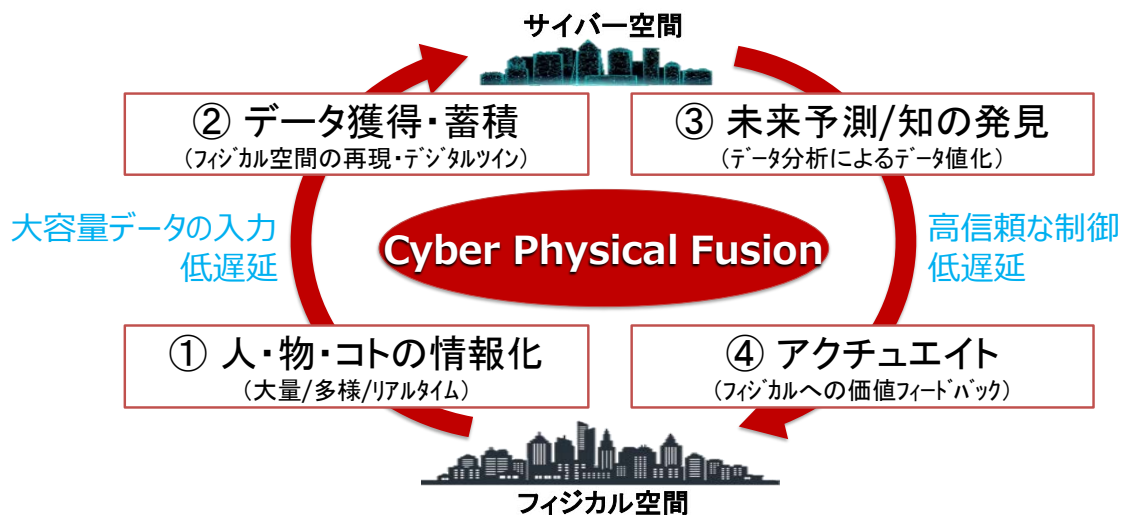 サイバー空間
② データ獲得・蓄積
(フィジカル空間の再現・デジタルツイン)
③ 未来予測/知の発見
(データ分析によるデータ値化)
大容量データの入力
低遅延
Cyber Physical Fusion
高信頼な制御
低遅延
① 人・物・コトの情報化
(大量/多様/リアルタイム)
④ アクチュエイト
(フィジカルへの価値フィードバック)
フィジカル空間